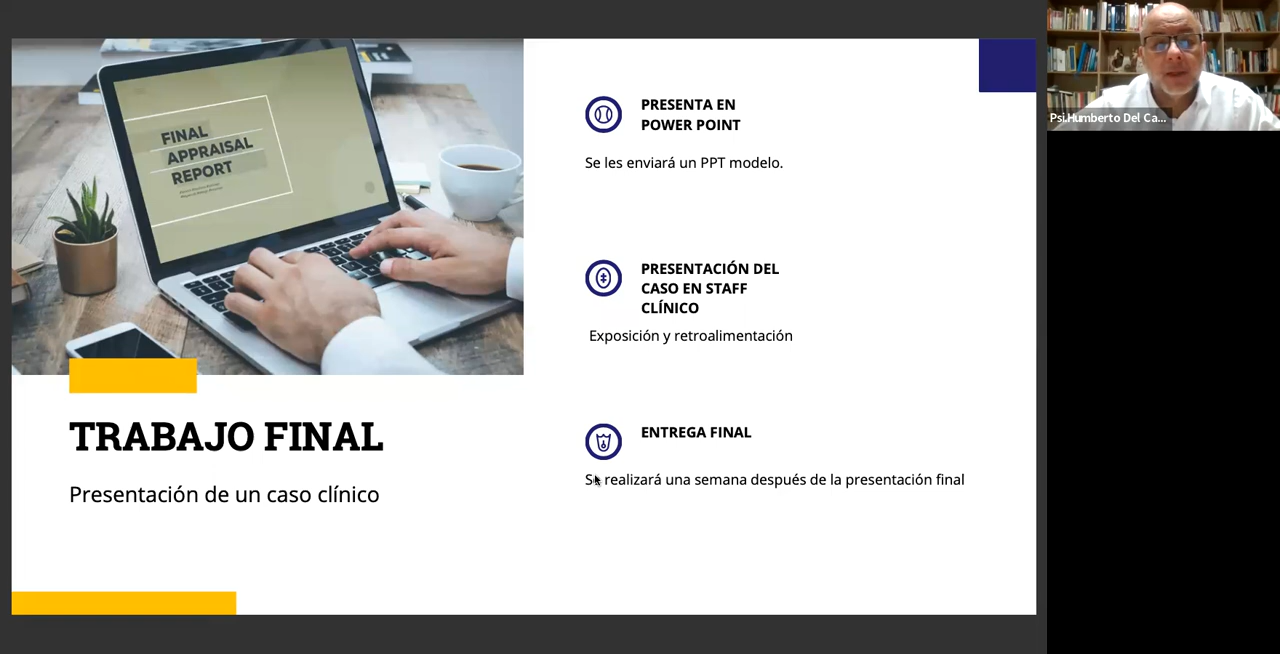 FINAL
APPRAISAL
REPORT
TRABAJO FINAL
Presentación de un caso clínico
PRESENTA EN
POWER POINT
Se les enviará un PPT modelo.
PRESENTACIÓN DEL
CASO EN STAFF
CLÍNICO
Exposición y retroalimentación
ENTREGA FINAL
Se realizará una semana después de la presentación final
Psi.Humberto Del Ca...